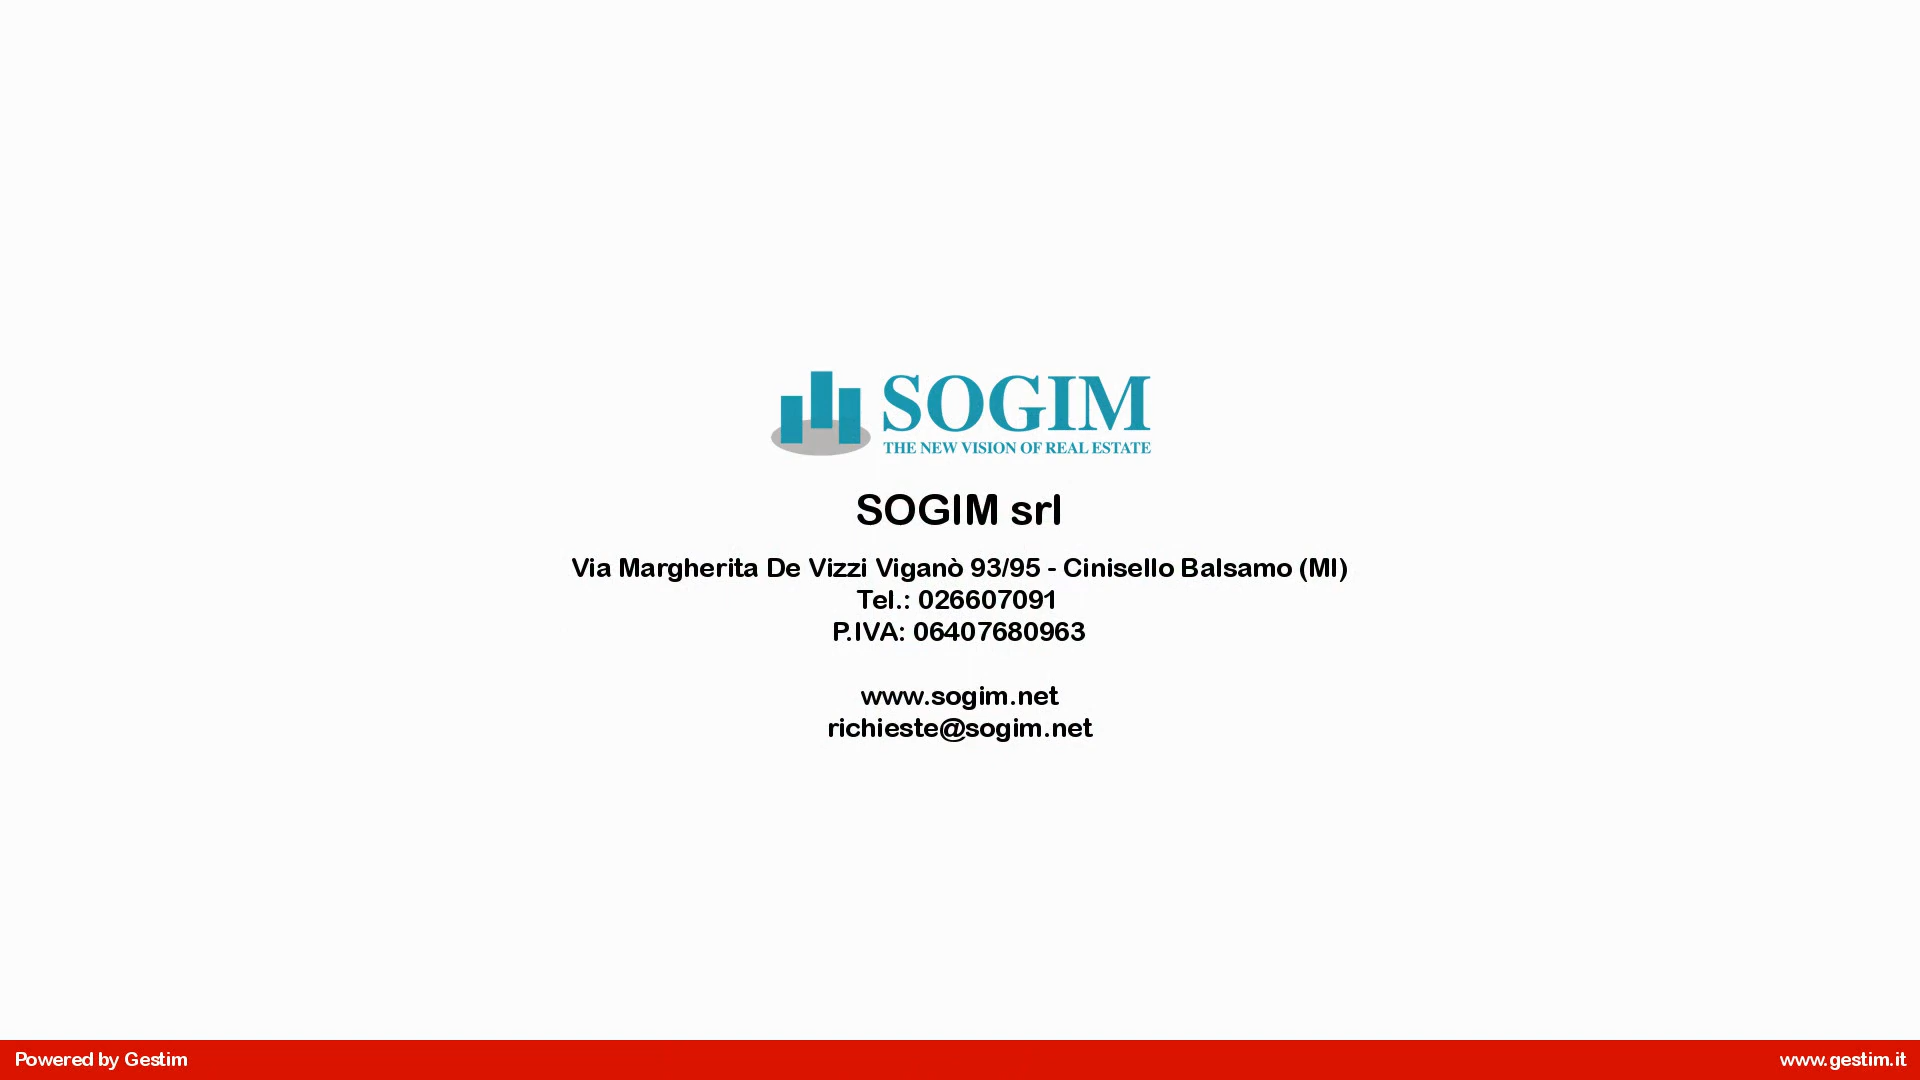 SOGIM
THE NEW VISION OF REAL ESTATE
SOGIM srl
Via Margherita De Vizzi Viganò 93/95 - Cinisello Balsamo (MI)
Tel.: 026607091
P.IVA: 06407680963
www.sogim.net
richieste@sogim.net
Powered by Gestim
www.gestim.it